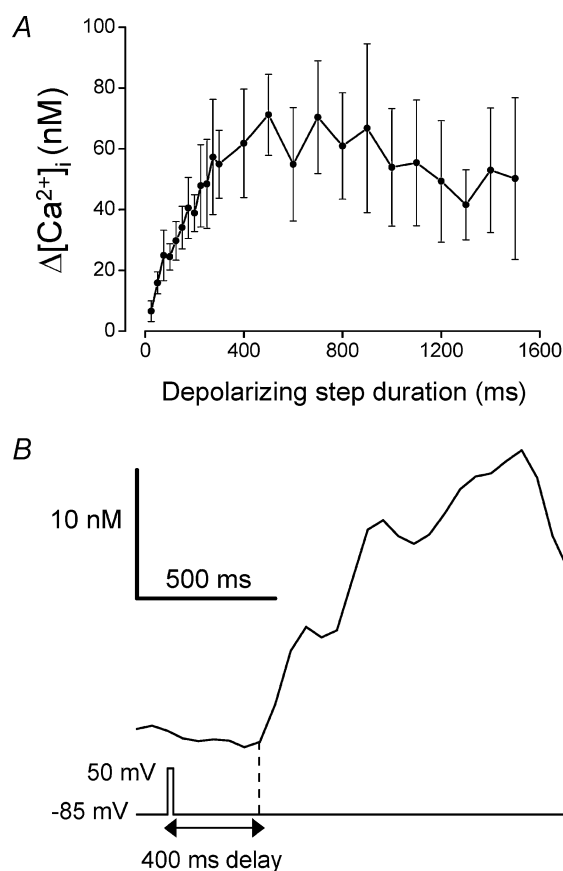 A
100
80
60
40
20
0
Δ[Ca²⁺]ᵢ (nM)
0 400 800 1200 1600
Depolarizing step duration (ms)
B
10 nM
500 ms
50 mV
-85 mV
400 ms delay